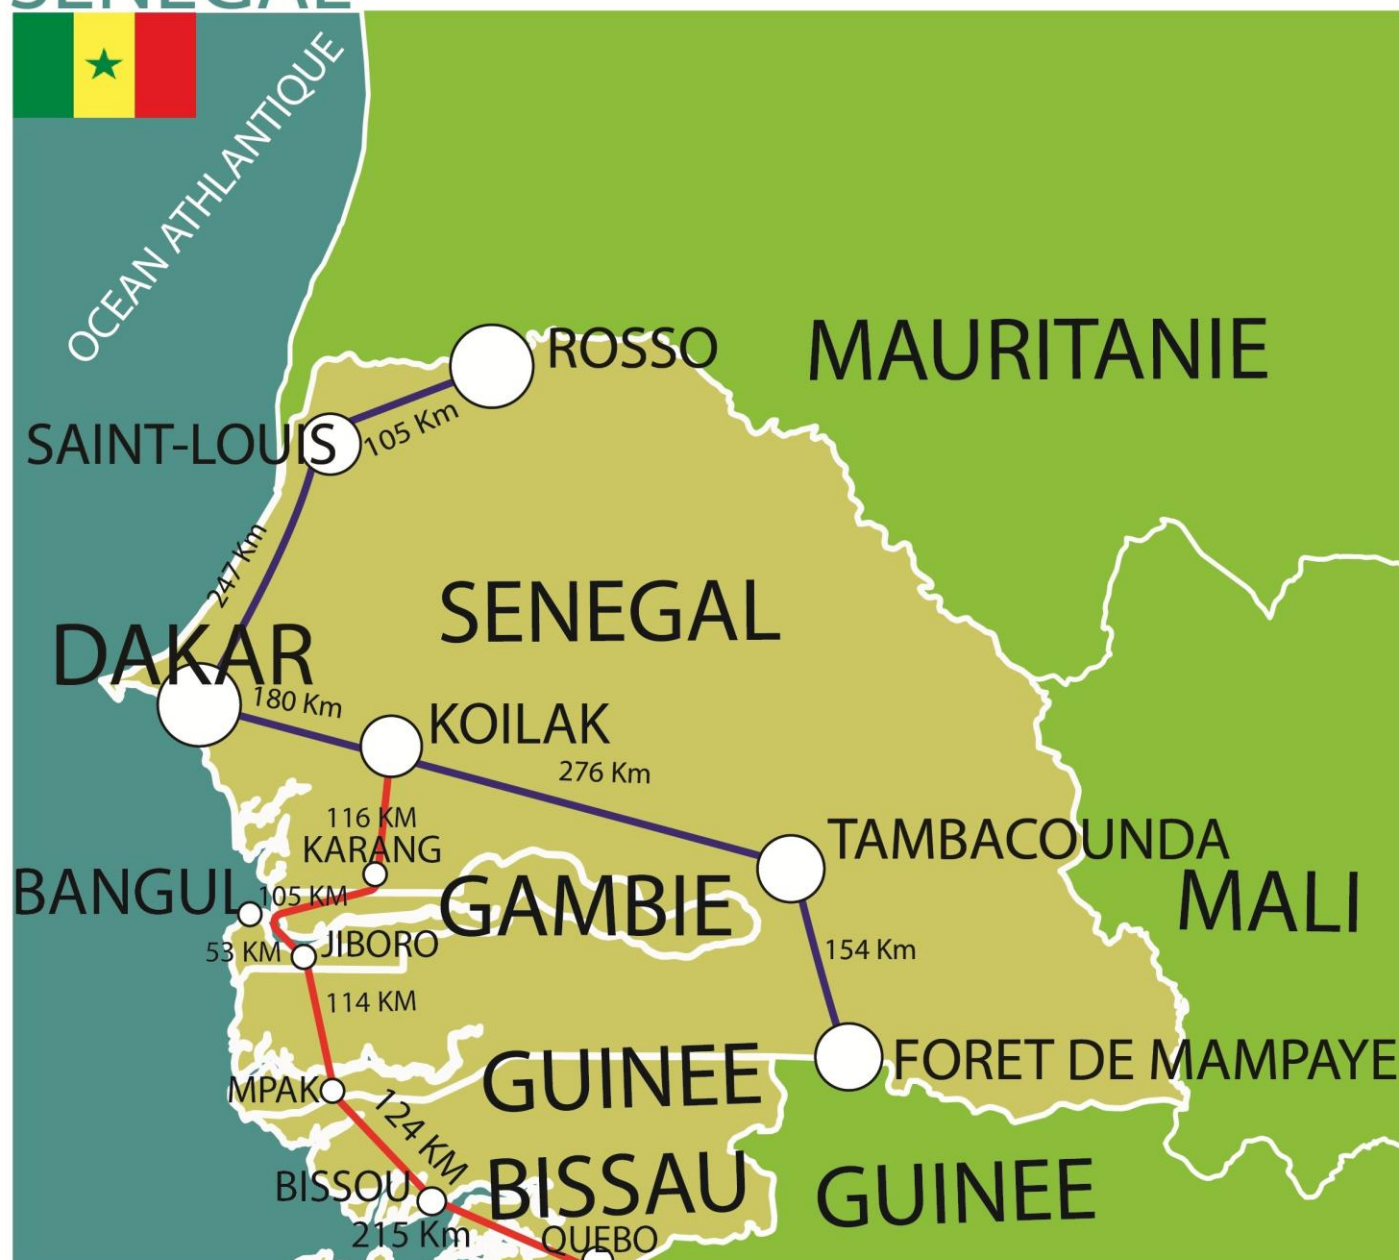 SENEGAL
OCEAN ATHLANTIQUE
ROSSO
MAURITANIE
105 Km
SAINT-LOUIS
247 Km
SENEGAL
DAKAR
180 Km
KOILAK
276 Km
116 KM
KARANG
TAMBACOUNDA
BANGUL
105 KM
GAMBIE
MALI
53 KM
JIBORO
154 Km
114 KM
GUINEE
FORET DE MAMPAYE
MPAK
124 KM
BISSOU
BISSAU
GUINEE
215 Km
QUEBO